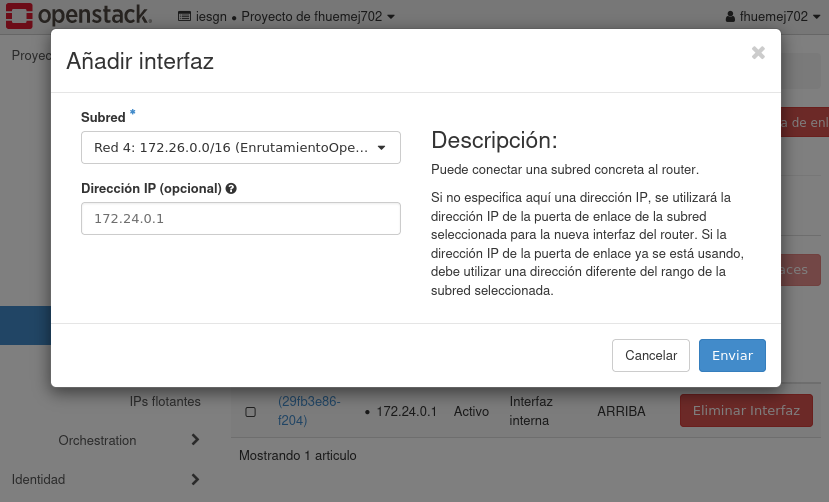 openstack.
iesgn • Proyecto de fhuemej702
fhuemej702
Proyec
Añadir interfaz
×
Subred *
Red 4: 172.26.0.0/16 (EnrutamientoOpe...
Dirección IP (opcional)
172.24.0.1
Descripción:
Puede conectar una subred concreta al router.
Si no especifica aquí una dirección IP, se utilizará la
dirección IP de la puerta de enlace de la subred
seleccionada para la nueva interfaz del router. Si la
dirección IP de la puerta de enlace ya se está usando,
debe utilizar una dirección diferente del rango de la
subred seleccionada.
a de enl
aces
Cancelar
Enviar
IPs flotantes
Orchestration
Identidad
(29fb3e86-
f204)
• 172.24.0.1
Activo
Interfaz
interna
ARRIBA
Eliminar Interfaz
Mostrando 1 articulo